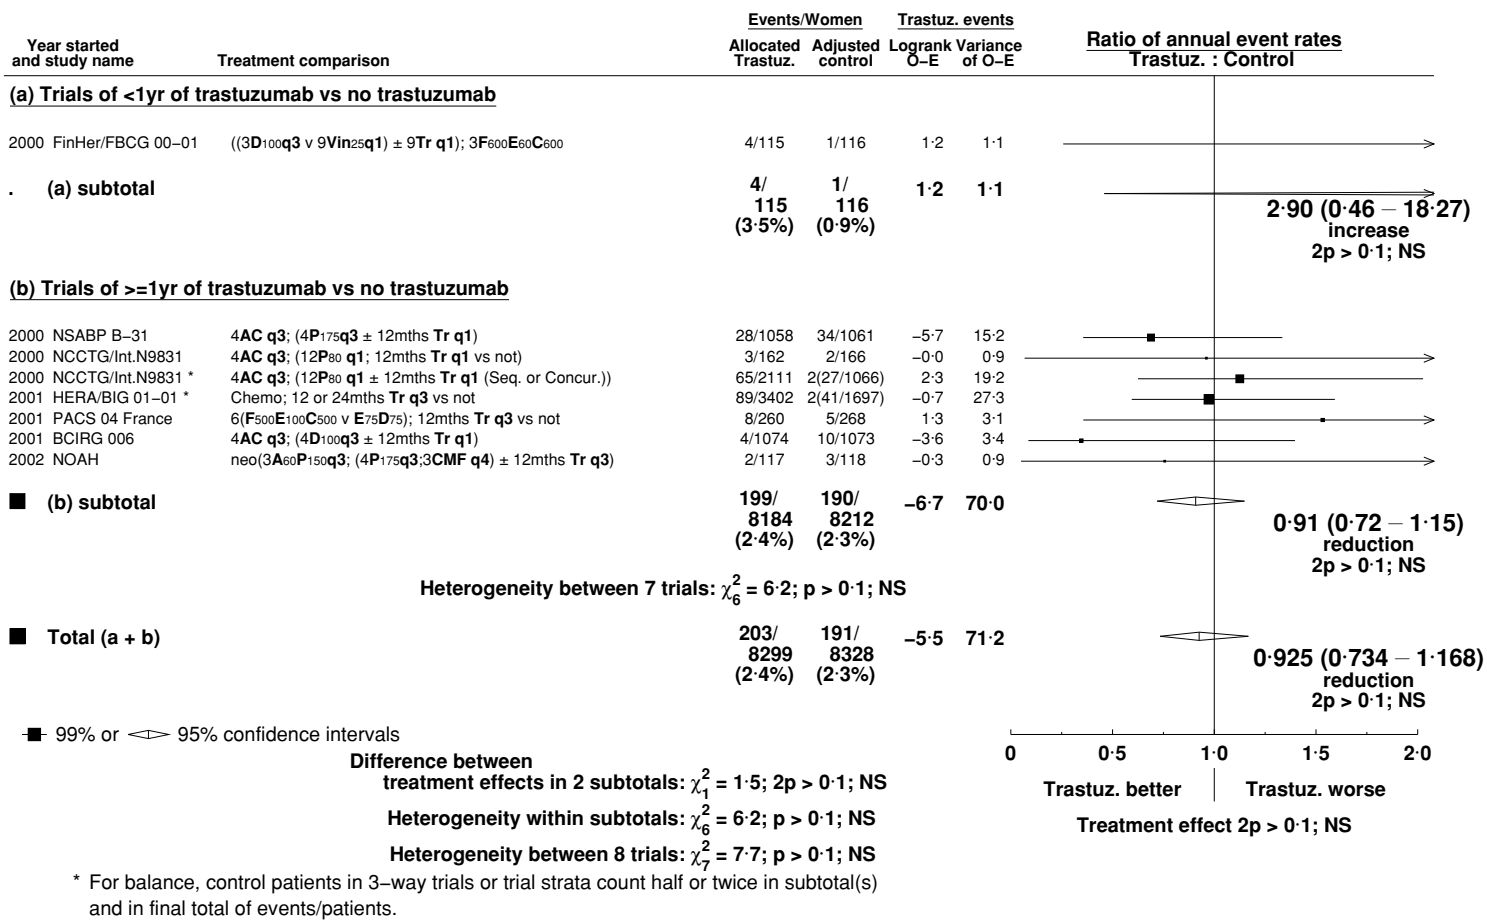 Events/Women Trastuz. events
Year started and study name Treatment comparison Allocated Trastuz. Adjusted control Logrank O–E Variance of O–E Ratio of annual event rates Trastuz. : Control
(a) Trials of <1yr of trastuzumab vs no trastuzumab
2000 FinHer/FBCG 00–01 ((3D100q3 v 9Vin25q1) ± 9Tr q1); 3F600E60C600 4/115 1/116 1·2 1·1
. (a) subtotal 4/ 1/ 1·2 1·1
115 116
(3·5%) (0·9%)
2·90 (0·46 – 18·27)
increase
2p > 0·1; NS
(b) Trials of >=1yr of trastuzumab vs no trastuzumab
2000 NSABP B–31 4AC q3; (4P175q3 ± 12mths Tr q1) 28/1058 34/1061 –5·7 15·2
2000 NCCTG/Int.N9831 4AC q3; (12P80 q1; 12mths Tr q1 vs not) 3/162 2/166 –0·0 0·9
2000 NCCTG/Int.N9831 * 4AC q3; (12P80 q1 ± 12mths Tr q1 (Seq. or Concur.)) 65/2111 2(27/1066) 2·3 19·2
2001 HERA/BIG 01–01 * Chemo; 12 or 24mths Tr q3 vs not 89/3402 2(41/1697) –0·7 27·3
2001 PACS 04 France 6(F500E100C500 v E75D75); 12mths Tr q3 vs not 8/260 5/268 1·3 3·1
2001 BCIRG 006 4AC q3; (4D100q3 ± 12mths Tr q1) 4/1074 10/1073 –3·6 3·4
2002 NOAH neo(3A60P150q3; (4P175q3;3CMF q4) ± 12mths Tr q3) 2/117 3/118 –0·3 0·9
(b) subtotal 199/ 190/ –6·7 70·0
8184 8212
(2·4%) (2·3%)
0·91 (0·72 – 1·15)
reduction
2p > 0·1; NS
Heterogeneity between 7 trials: χ²₆ = 6·2; p > 0·1; NS
Total (a + b) 203/ 191/ –5·5 71·2
8299 8328
(2·4%) (2·3%)
0·925 (0·734 – 1·168)
reduction
2p > 0·1; NS
99% or 95% confidence intervals
0 0·5 1·0 1·5 2·0
Trastuz. better Trastuz. worse
Treatment effect 2p > 0·1; NS
Difference between
treatment effects in 2 subtotals: χ²₁ = 1·5; 2p > 0·1; NS
Heterogeneity within subtotals: χ²₆ = 6·2; p > 0·1; NS
Heterogeneity between 8 trials: χ²₇ = 7·7; p > 0·1; NS
* For balance, control patients in 3–way trials or trial strata count half or twice in subtotal(s)
and in final total of events/patients.